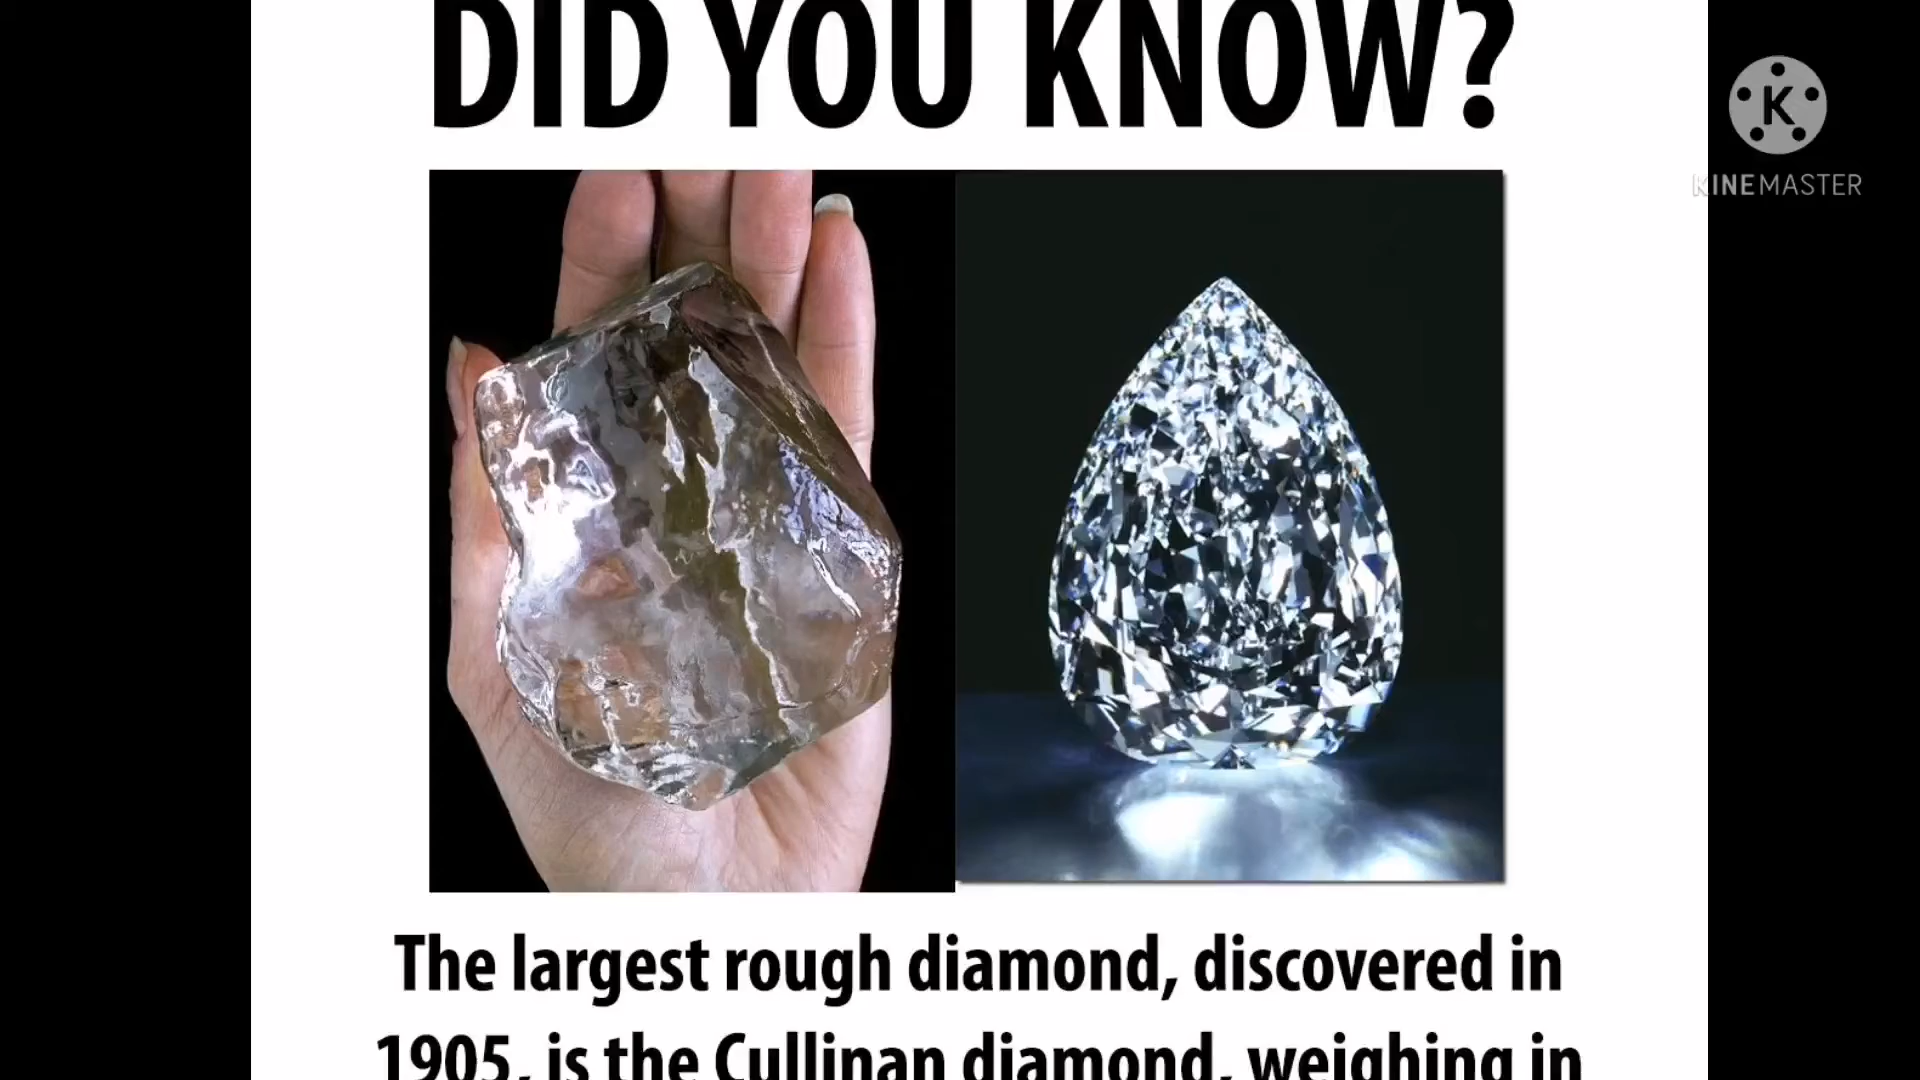 DID YOU KNOW?
K
KINEMASTER
The largest rough diamond, discovered in
1905, is the Cullinan diamond, weighing in